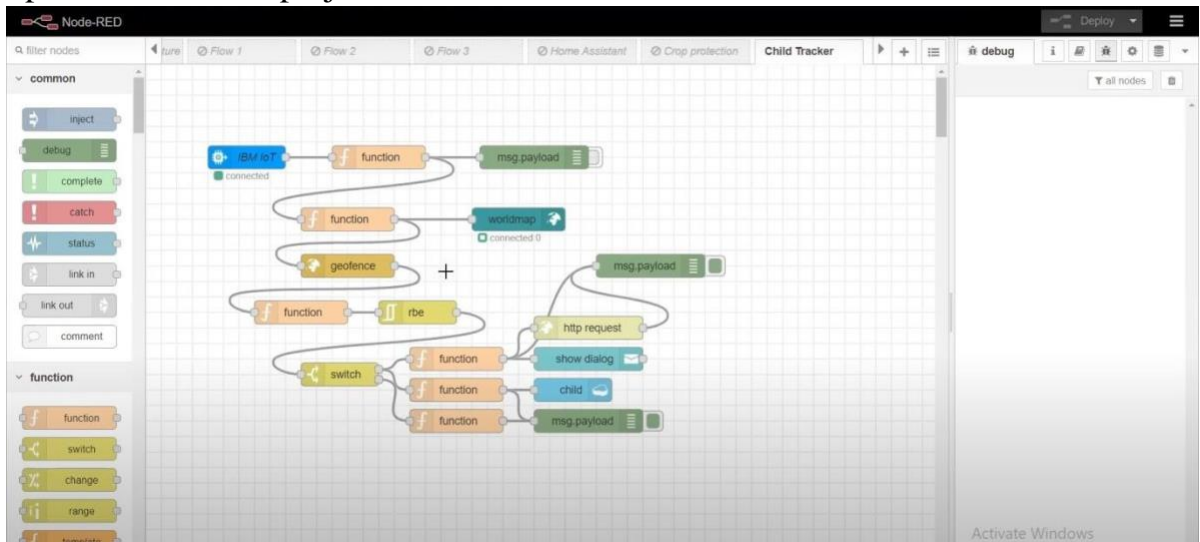 Node-RED
Deploy
filter nodes
ture
Flow 1
Flow 2
Flow 3
Home Assistant
Crop protection
Child Tracker
debug
i
all nodes
common
inject
debug
complete
catch
status
link in
link out
comment
function
function
switch
change
range
template
IBM IoT
connected
function
msg.payload
function
worldmap
connected 0
geofence
msg.payload
function
rbe
http request
switch
function
show dialog
function
child
function
msg.payload
Activate Windows